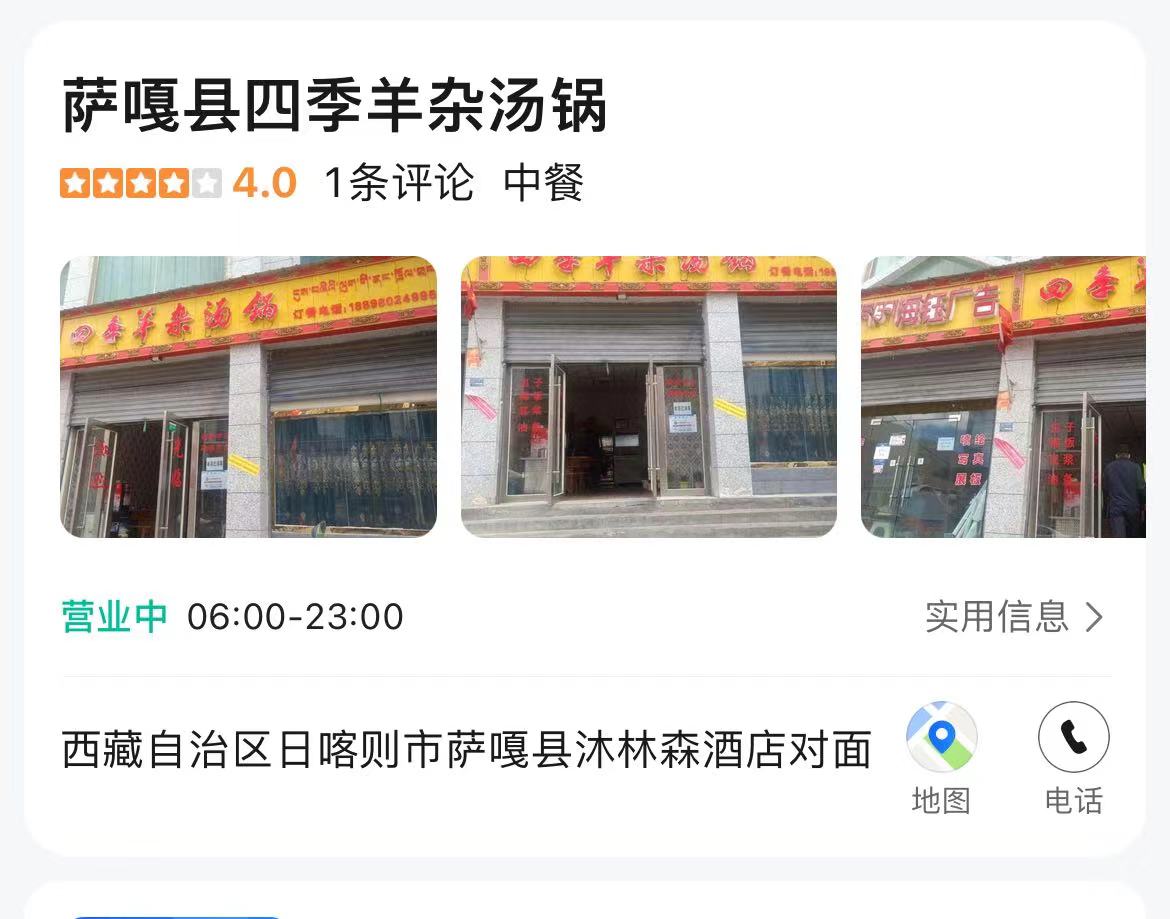 萨嘎县四季羊杂汤锅
4.0 1条评论 中餐
四季羊杂汤锅
订餐电话:
四季羊杂汤锅
订餐电话:
广告
四季
营业中 06:00-23:00
实用信息
西藏自治区日喀则市萨嘎县沐林森酒店对面
地图
电话